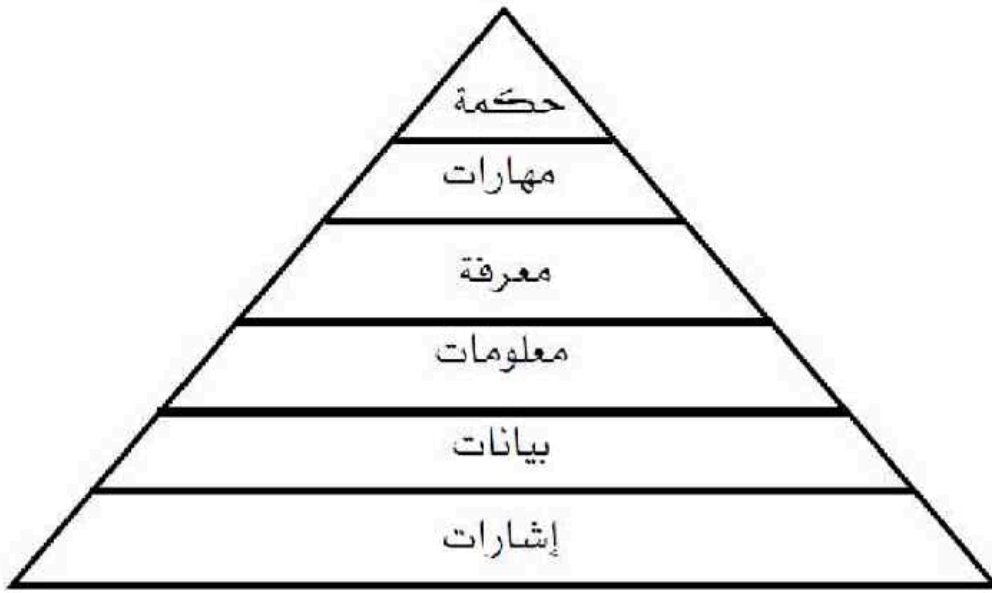 حكمة
مهارات
معرفة
معلومات
بيانات
إشارات